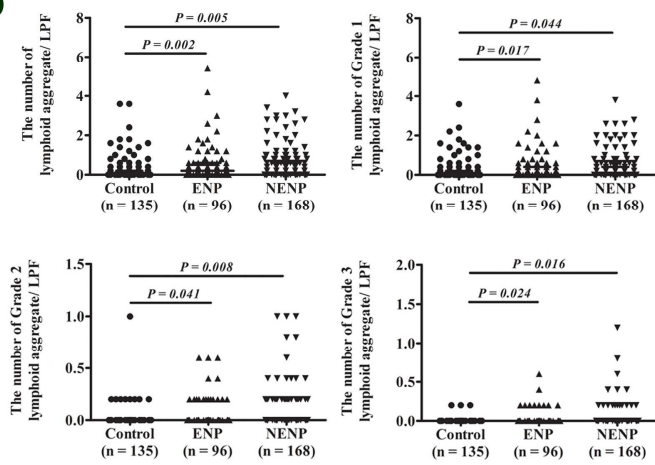 The number of
lymphoid aggregate/ LPF
8
6
4
2
0
P = 0.005
P = 0.002
Control
(n = 135)
ENP
(n = 96)
NENP
(n = 168)
The number of Grade 1
lymphoid aggregate/ LPF
8
6
4
2
0
P = 0.044
P = 0.017
Control
(n = 135)
ENP
(n = 96)
NENP
(n = 168)
The number of Grade 2
lymphoid aggregate/ LPF
1.5
1.0
0.5
0.0
P = 0.008
P = 0.041
Control
(n = 135)
ENP
(n = 96)
NENP
(n = 168)
The number of Grade 3
lymphoid aggregate/ LPF
2.0
1.5
1.0
0.5
0.0
P = 0.016
P = 0.024
Control
(n = 135)
ENP
(n = 96)
NENP
(n = 168)